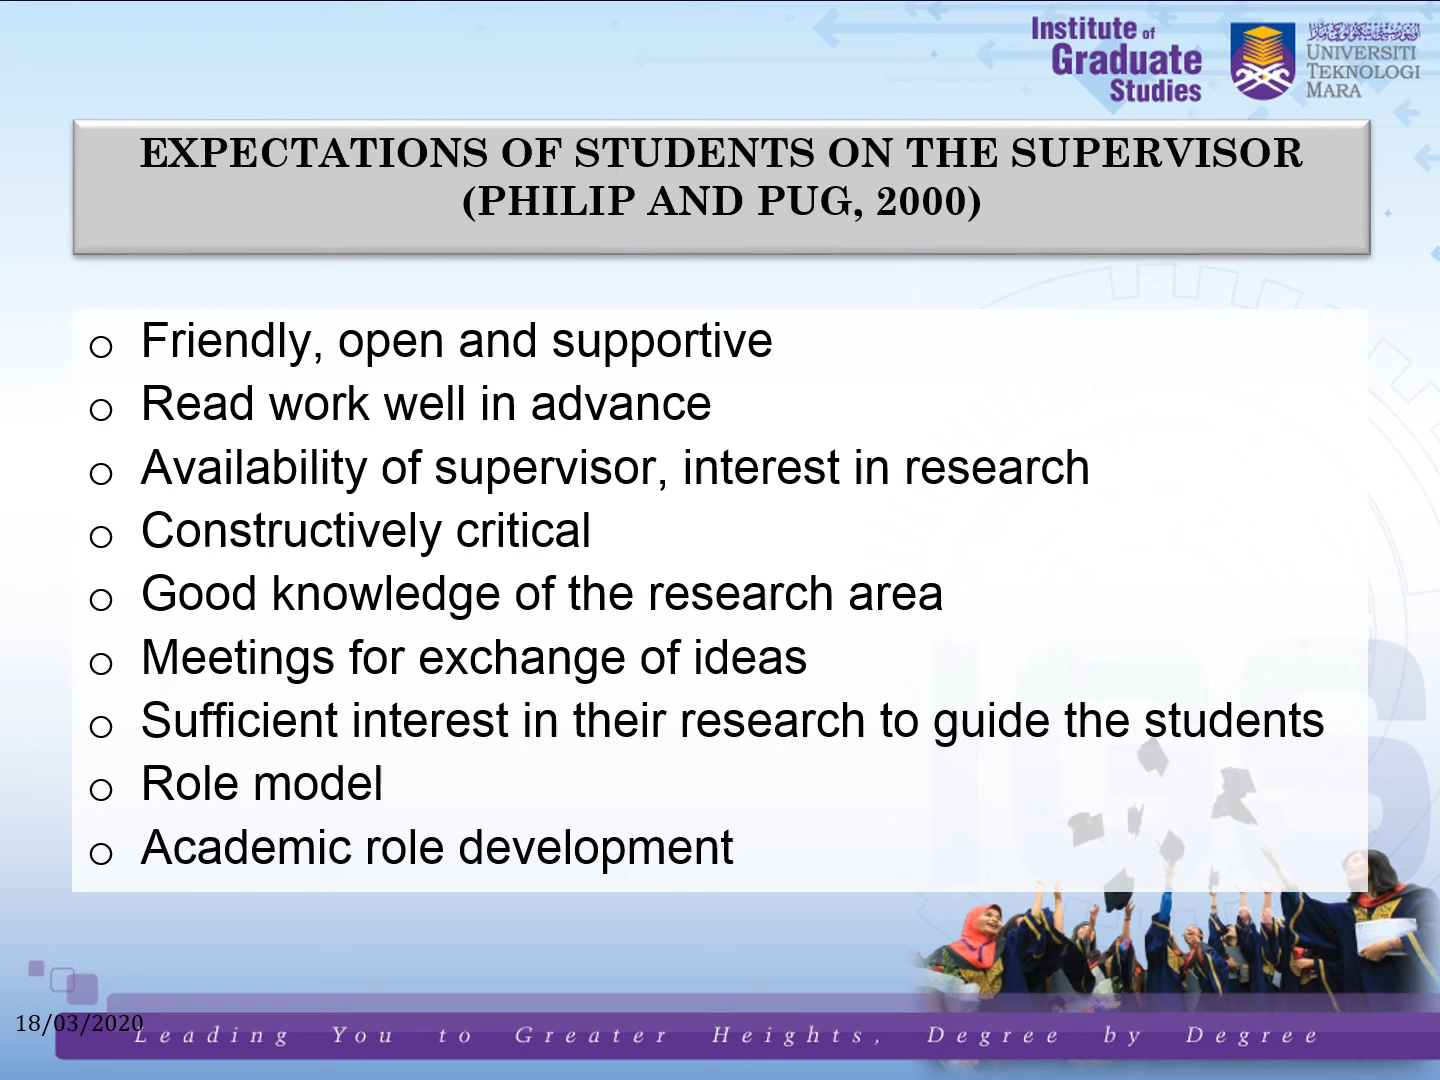 Institute of
Graduate
Studies
UNIVERSITI
TEKNOLOGI
MARA
EXPECTATIONS OF STUDENTS ON THE SUPERVISOR
(PHILIP AND PUG, 2000)
o Friendly, open and supportive
o Read work well in advance
o Availability of supervisor, interest in research
o Constructively critical
o Good knowledge of the research area
o Meetings for exchange of ideas
o Sufficient interest in their research to guide the students
o Role model
o Academic role development
IGS
18/03/2020
Leading You to Greater Heights, Degree by Degree